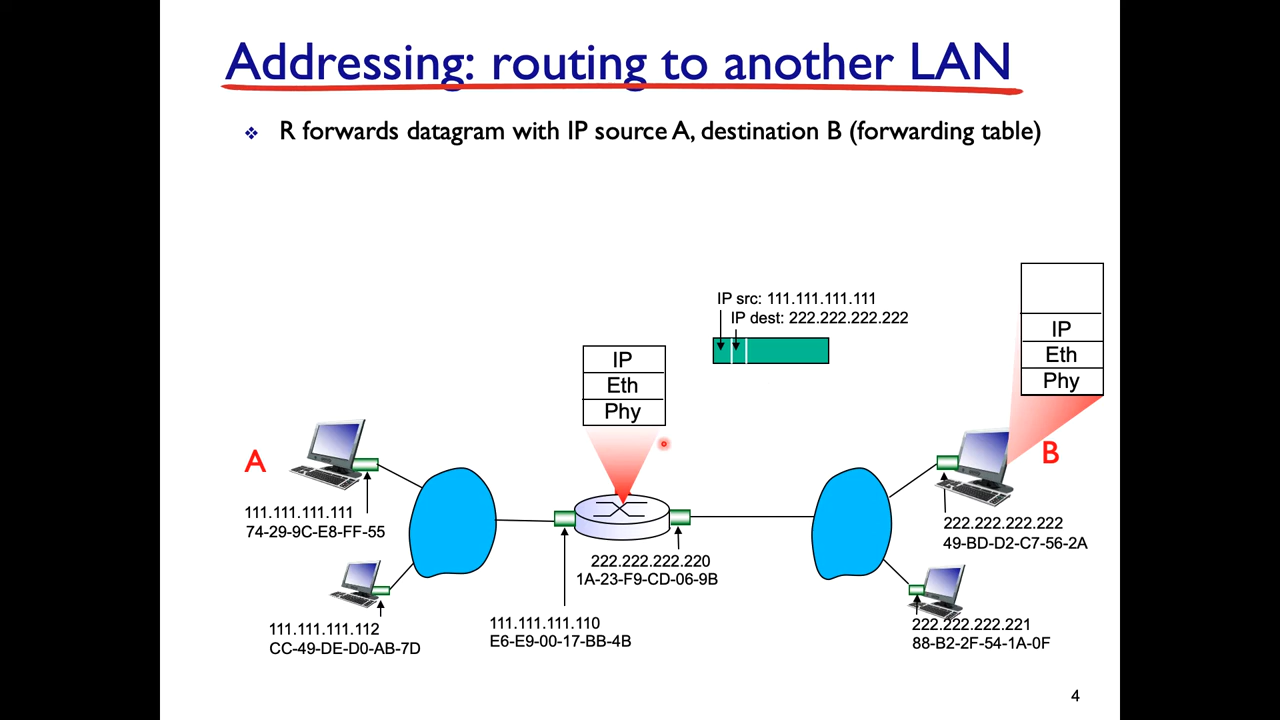 Addressing: routing to another LAN
R forwards datagram with IP source A, destination B (forwarding table)
IP src: 111.111.111.111
IP dest: 222.222.222.222
IP
Eth
Phy
IP
Eth
Phy
A
B
111.111.111.111
74-29-9C-E8-FF-55
222.222.222.222
49-BD-D2-C7-56-2A
222.222.222.220
1A-23-F9-CD-06-9B
111.111.111.112
CC-49-DE-D0-AB-7D
111.111.111.110
E6-E9-00-17-BB-4B
222.222.222.221
88-B2-2F-54-1A-0F
4